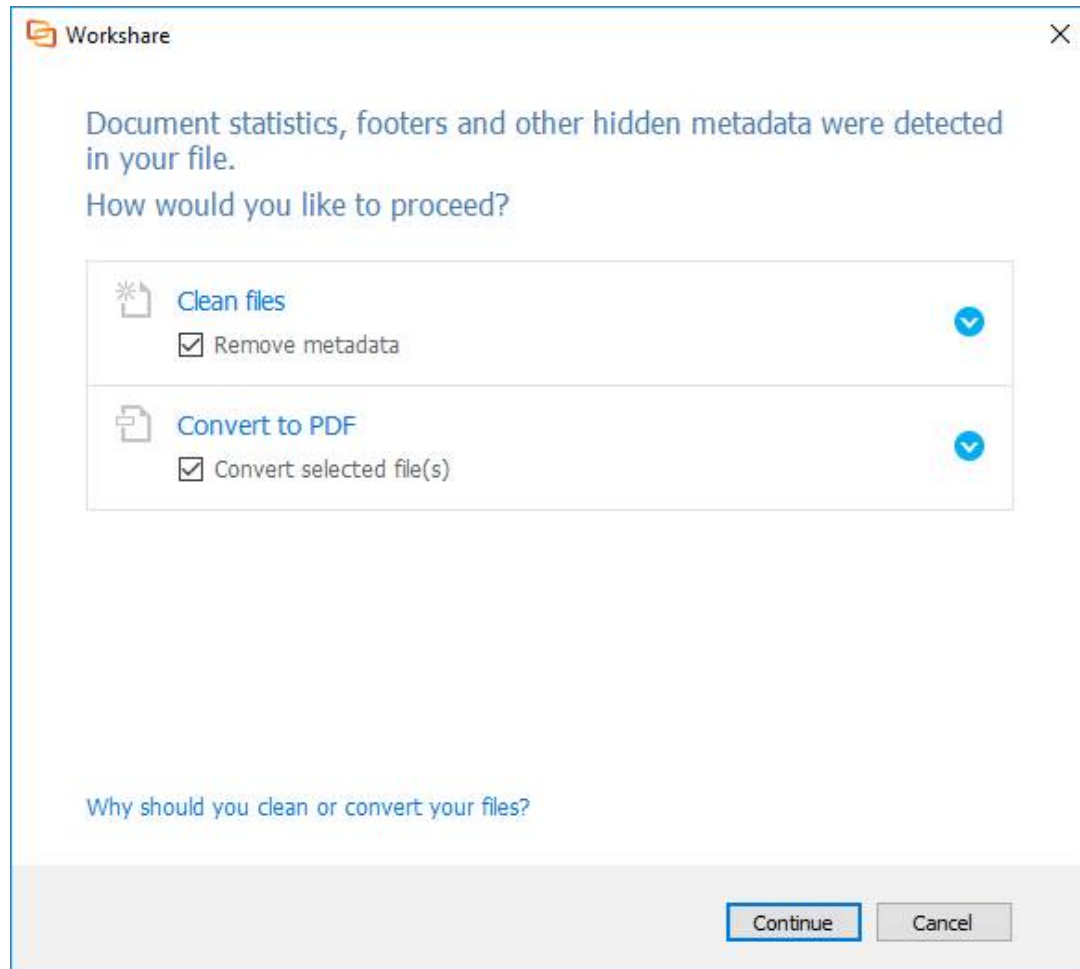 Workshare
Document statistics, footers and other hidden metadata were detected
in your file.
How would you like to proceed?
Clean files
Remove metadata
Convert to PDF
Convert selected file(s)
Why should you clean or convert your files?
Continue Cancel